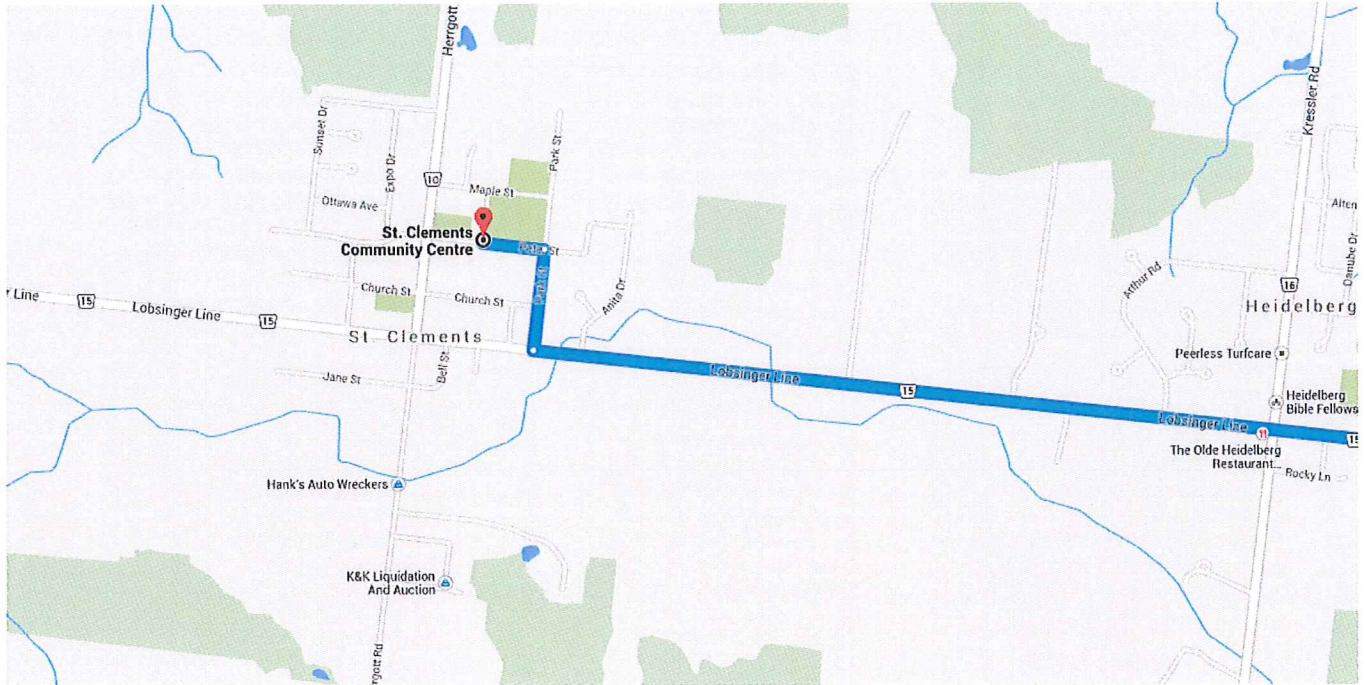 Herrgott
Kressler Rd
Sunset Dr
Expo Dr
Park St
10
Maple St
Ottawa Ave
Alten
St. Clements
Community Centre
Danube Dr
Arthur Rd
Anita Dr
Park St
16
Church St
Church St
Heidelberg
r Line
15
Lobsinger Line
15
St. Clements
Peerless Turfcare
Bell St
Jane St
Lobsinger Line
15
Heidelberg
Bible Fellows
Lobsinger Line
15
The Olde Heidelberg
Restaurant...
Rocky Ln
Hank's Auto Wreckers
K&K Liquidation
And Auction
rgott Rd